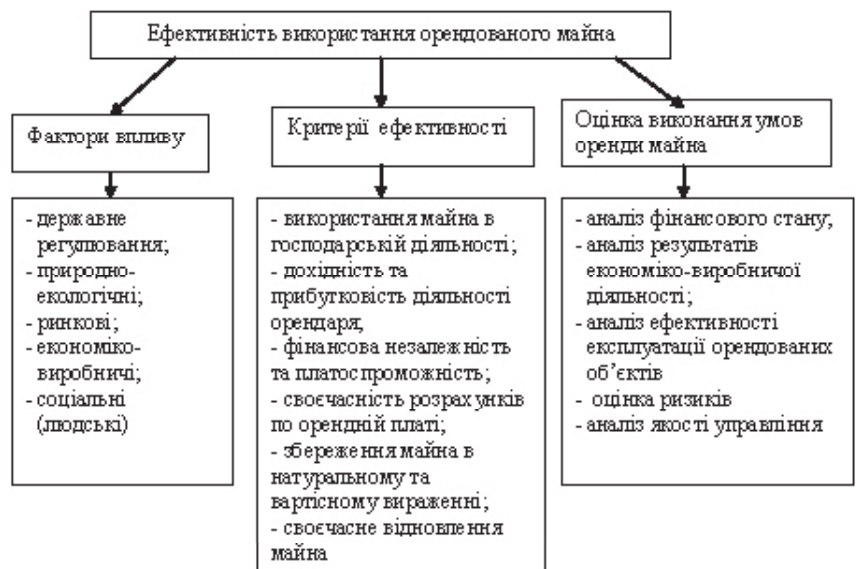 Ефективність використання орендованого майна
Фактори впливу
- державне
регулювання;
- природно-
екологічні;
- ринкові;
- економіко-
виробничі;
- соціальні
(людські)
Критерії ефективності
- використання майна в
господарській діяльності;
- дохідність та
прибутковість діяльності
орендаря;
- фінансова незалежність
та платоспроможність;
- своєчасність розрахунків
по орендній платі;
- збереження майна в
натуральному та
вартісному вираженні;
- своєчасне відновлення
майна
Оцінка виконання умов
оренди майна
- аналіз фінансового стану;
- аналіз результатів
економіко-виробничої
діяльності;
- аналіз ефективності
експлуатації орендованих
об’єктів
- оцінка ризиків
- аналіз якості управління